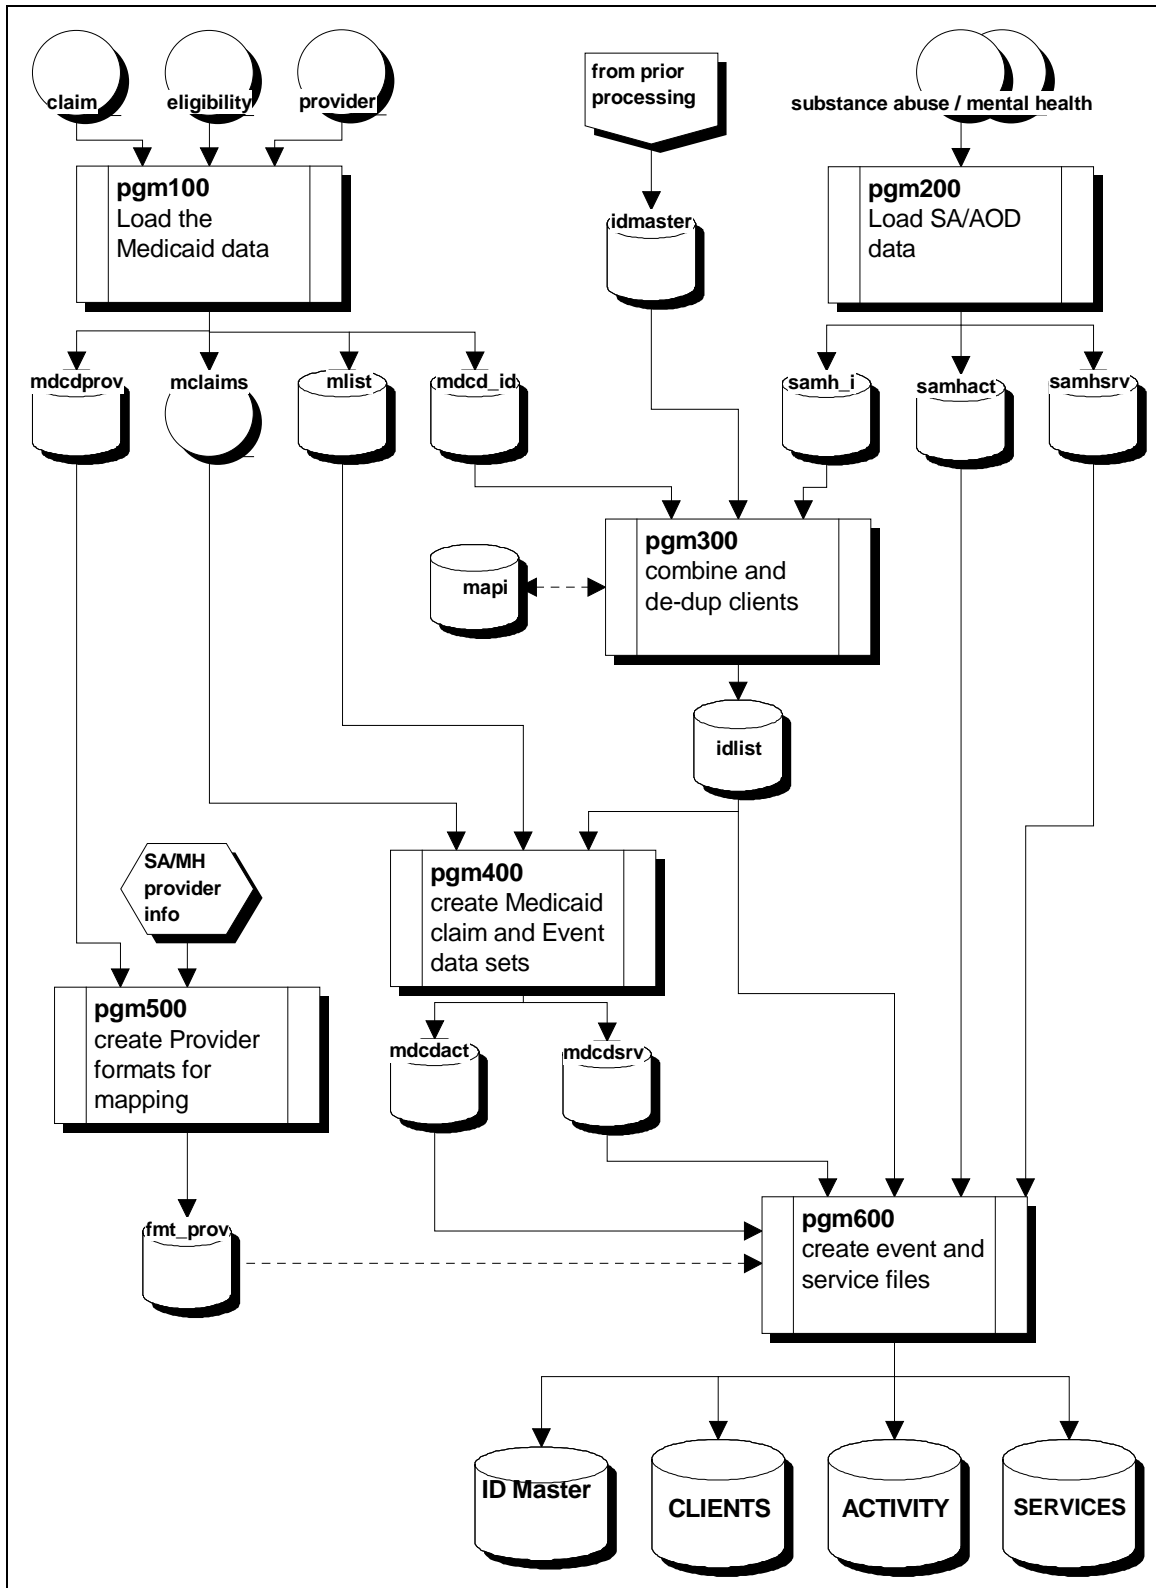 claim
eligibility
provider
from prior
processing
substance abuse / mental health
pgm100
Load the
Medicaid data
idmaster
pgm200
Load SA/AOD
data
mdcdprov
mclaims
mlist
mdcd_id
samh_i
samhact
samhsrv
pgm300
combine and
de-dup clients
mapi
idlist
SA/MH
provider
info
pgm400
create Medicaid
claim and Event
data sets
pgm500
create Provider
formats for
mapping
mdcdact
mdcdsrv
fmt_prov
pgm600
create event and
service files
ID Master
CLIENTS
ACTIVITY
SERVICES